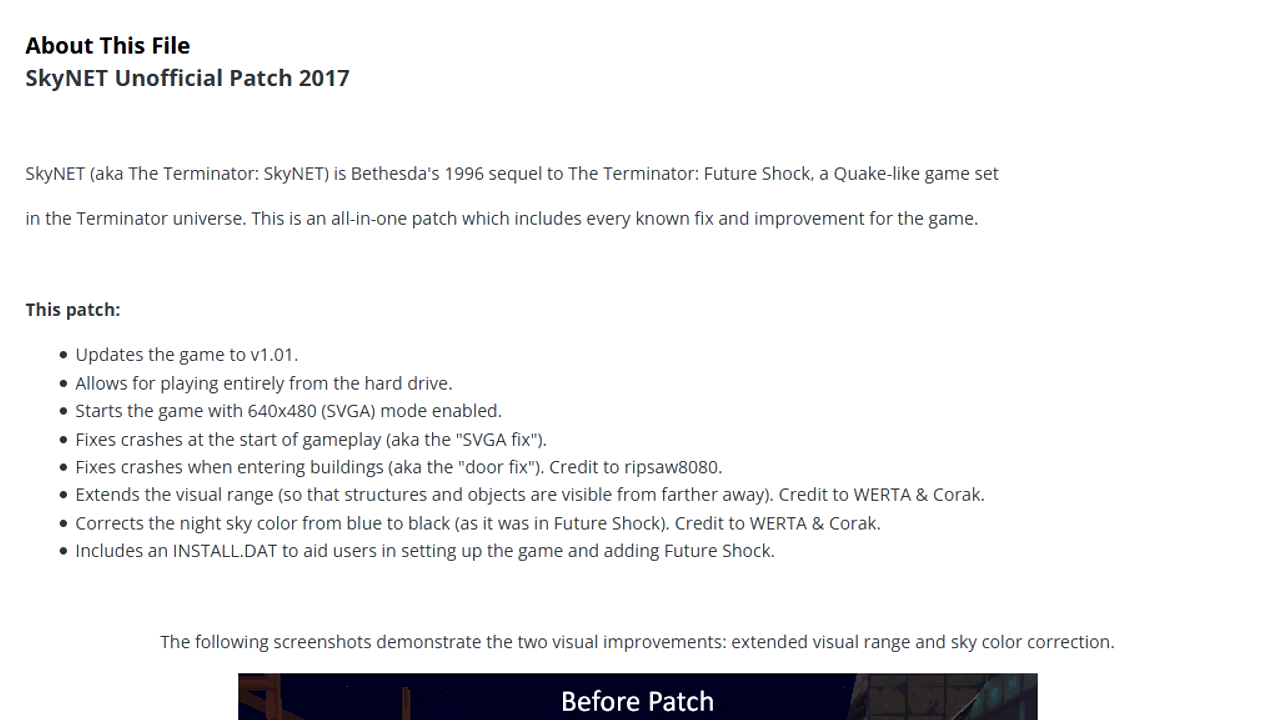 About This File
SkyNET Unofficial Patch 2017
SkyNET (aka The Terminator: SkyNET) is Bethesda's 1996 sequel to The Terminator: Future Shock, a Quake-like game set
in the Terminator universe. This is an all-in-one patch which includes every known fix and improvement for the game.
This patch:
• Updates the game to v1.01.
• Allows for playing entirely from the hard drive.
• Starts the game with 640x480 (SVGA) mode enabled.
• Fixes crashes at the start of gameplay (aka the "SVGA fix").
• Fixes crashes when entering buildings (aka the "door fix"). Credit to ripsaw8080.
• Extends the visual range (so that structures and objects are visible from farther away). Credit to WERTA & Corak.
• Corrects the night sky color from blue to black (as it was in Future Shock). Credit to WERTA & Corak.
• Includes an INSTALL.DAT to aid users in setting up the game and adding Future Shock.
The following screenshots demonstrate the two visual improvements: extended visual range and sky color correction.
Before Patch